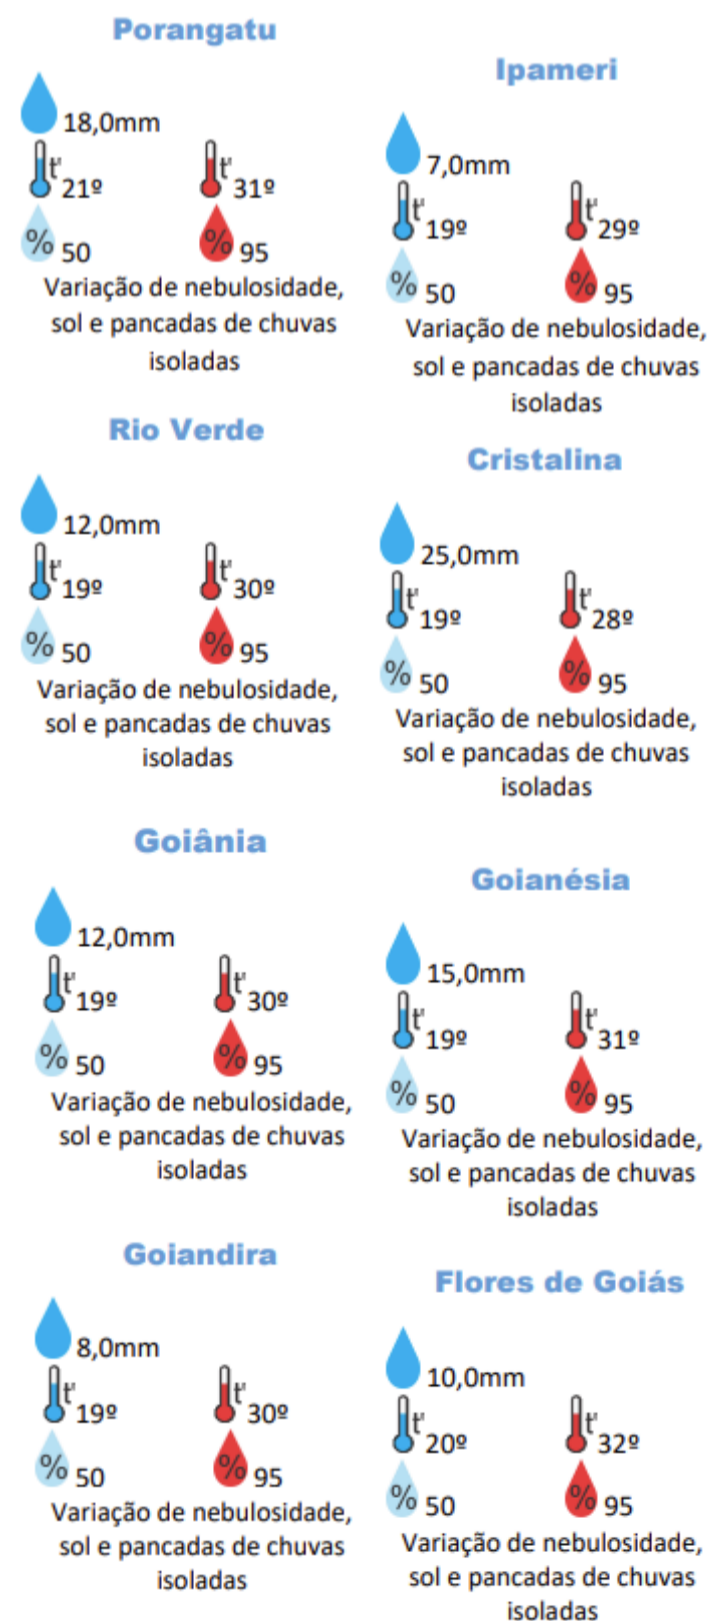 Porangatu
18,0mm
t' 21º t' 31º
% 50 % 95
Variação de nebulosidade,
sol e pancadas de chuvas
isoladas
Ipameri
7,0mm
t' 19º t' 29º
% 50 % 95
Variação de nebulosidade,
sol e pancadas de chuvas
isoladas
Rio Verde
12,0mm
t' 19º t' 30º
% 50 % 95
Variação de nebulosidade,
sol e pancadas de chuvas
isoladas
Cristalina
25,0mm
t' 19º t' 28º
% 50 % 95
Variação de nebulosidade,
sol e pancadas de chuvas
isoladas
Goiânia
12,0mm
t' 19º t' 30º
% 50 % 95
Variação de nebulosidade,
sol e pancadas de chuvas
isoladas
Goianésia
15,0mm
t' 19º t' 31º
% 50 % 95
Variação de nebulosidade,
sol e pancadas de chuvas
isoladas
Goiandira
8,0mm
t' 19º t' 30º
% 50 % 95
Variação de nebulosidade,
sol e pancadas de chuvas
isoladas
Flores de Goiás
10,0mm
t' 20º t' 32º
% 50 % 95
Variação de nebulosidade,
sol e pancadas de chuvas
isoladas